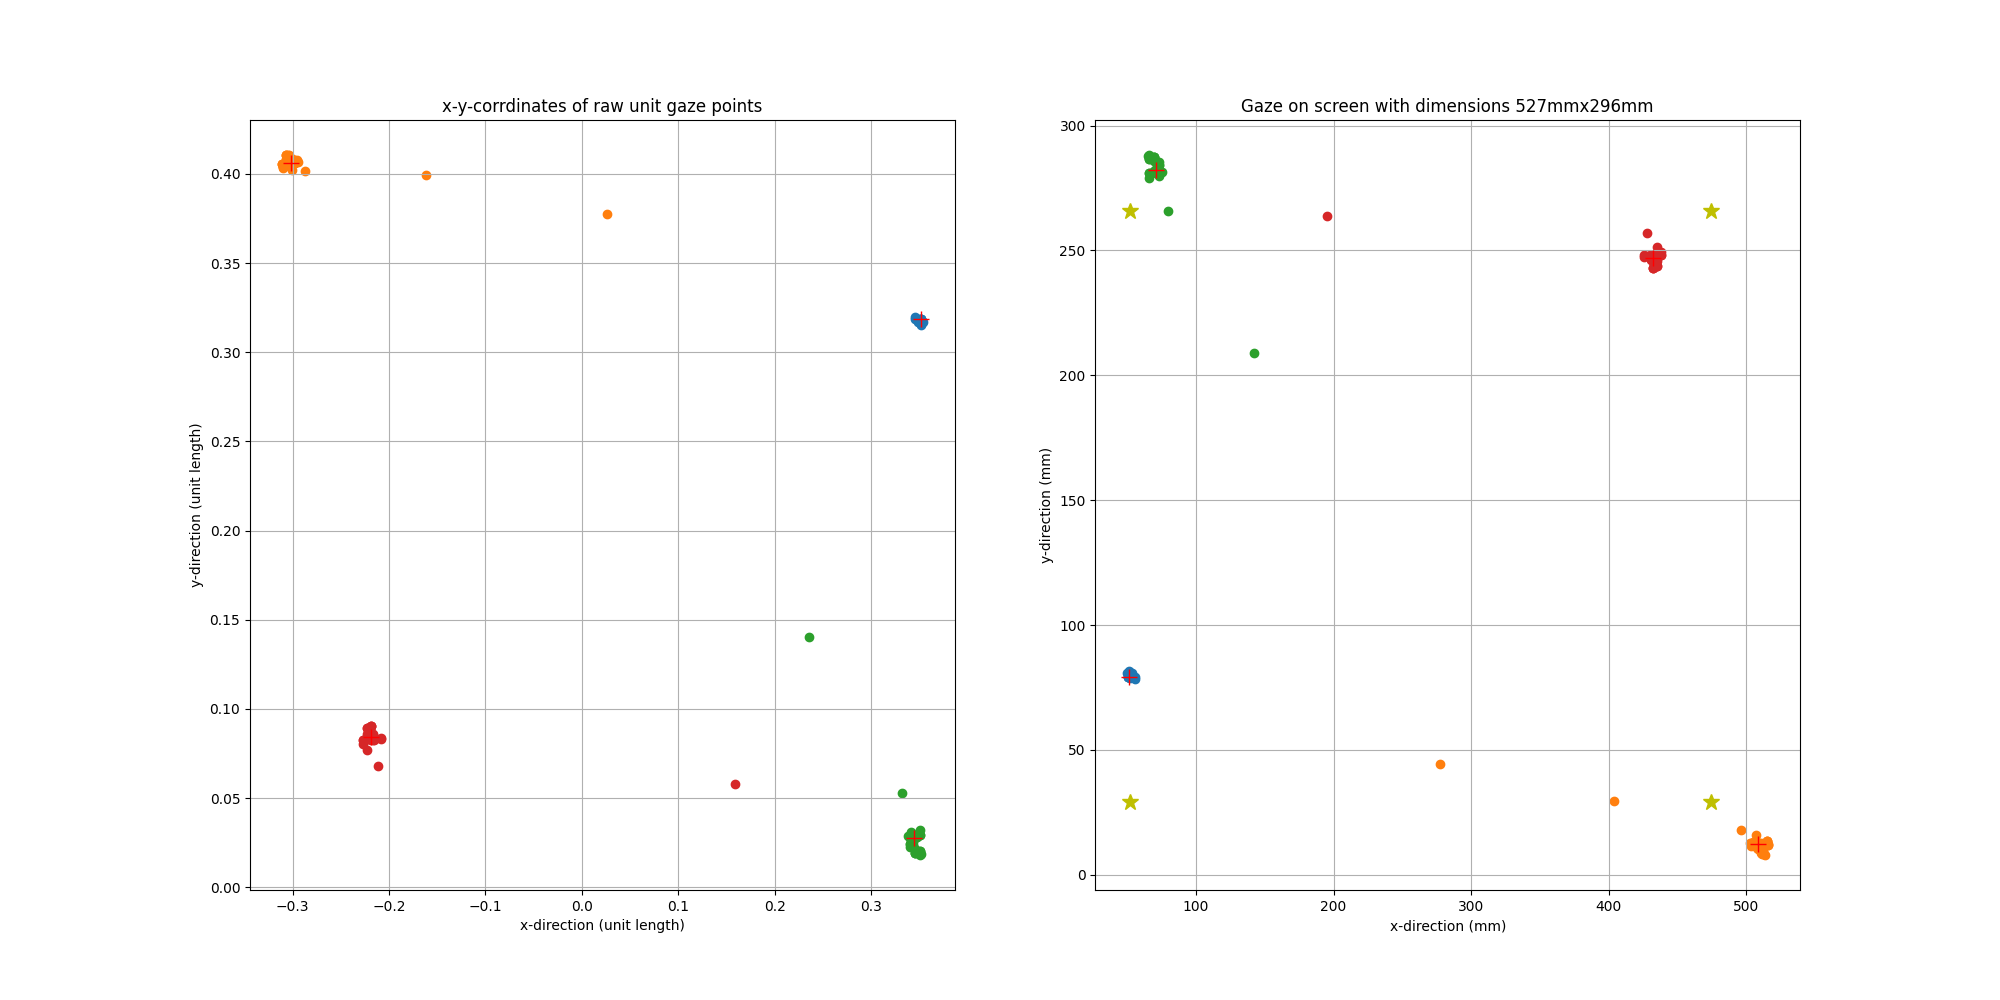 x-y-corrdinates of raw unit gaze points
0.40
0.35
0.30
0.25
0.20
0.15
0.10
0.05
0.00
y-direction (unit length)
−0.3 −0.2 −0.1 0.0 0.1 0.2 0.3
x-direction (unit length)
Gaze on screen with dimensions 527mmx296mm
300
250
200
150
100
50
0
y-direction (mm)
100 200 300 400 500
x-direction (mm)